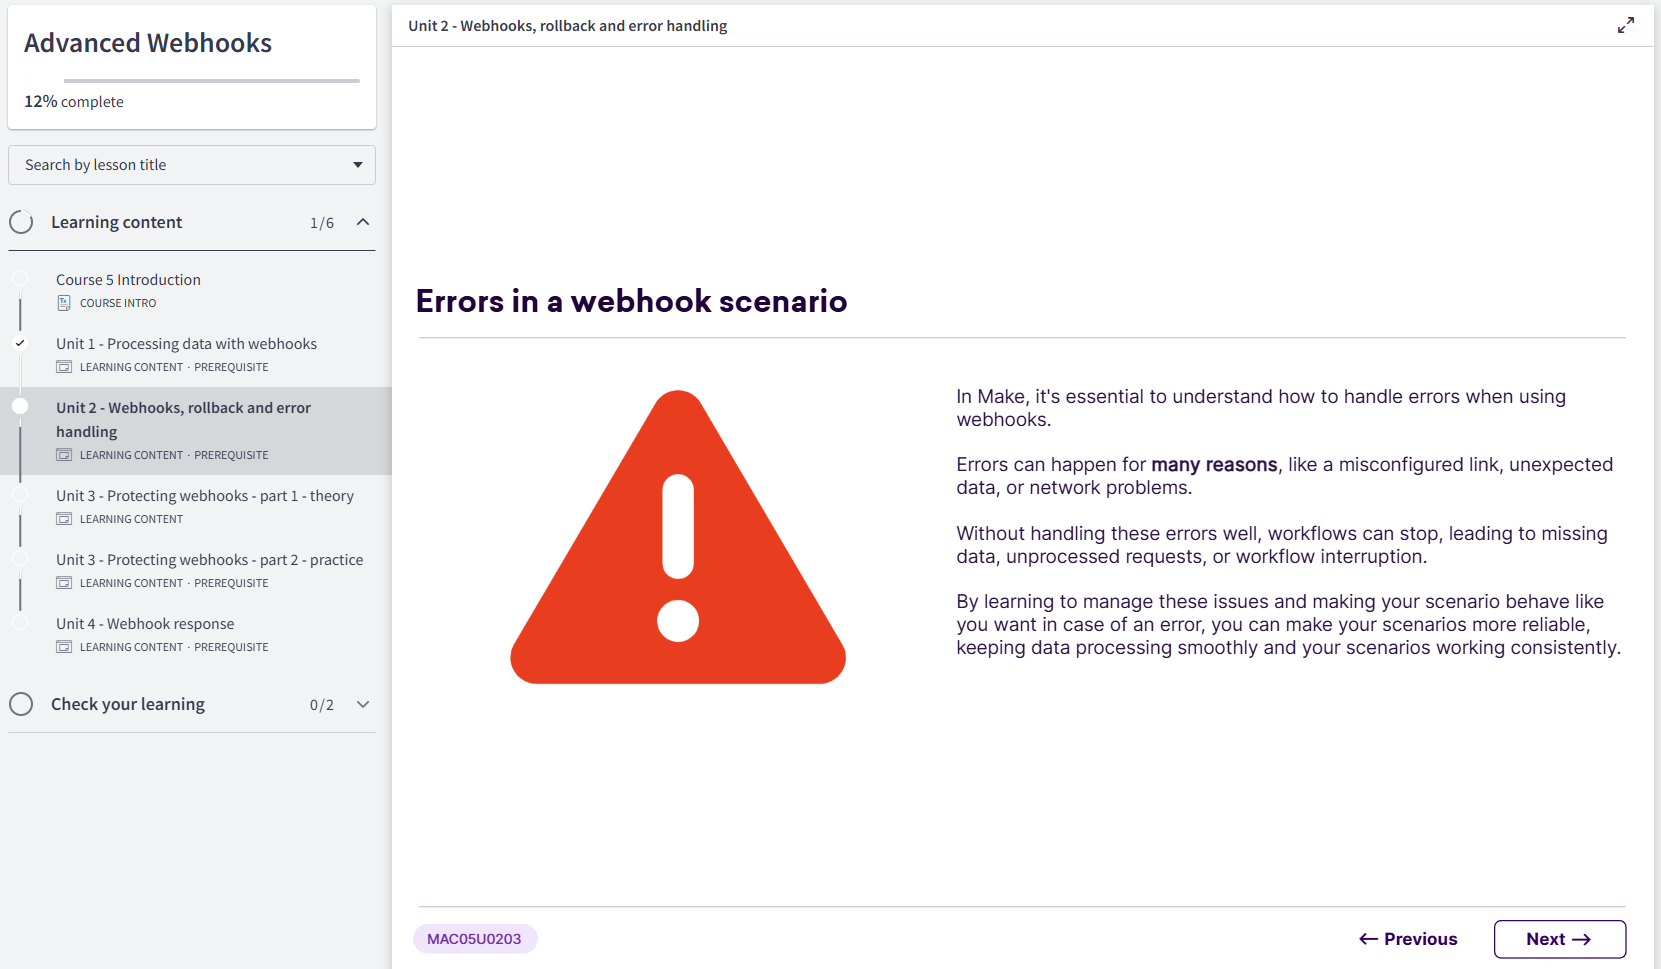 Advanced Webhooks
12% complete
Search by lesson title
Learning content 1/6
Course 5 Introduction
COURSE INTRO
Unit 1 - Processing data with webhooks
LEARNING CONTENT · PREREQUISITE
Unit 2 - Webhooks, rollback and error
handling
LEARNING CONTENT · PREREQUISITE
Unit 3 - Protecting webhooks - part 1 - theory
LEARNING CONTENT
Unit 3 - Protecting webhooks - part 2 - practice
LEARNING CONTENT · PREREQUISITE
Unit 4 - Webhook response
LEARNING CONTENT · PREREQUISITE
Check your learning 0/2
Unit 2 - Webhooks, rollback and error handling
Errors in a webhook scenario
In Make, it's essential to understand how to handle errors when using
webhooks.
Errors can happen for many reasons, like a misconfigured link, unexpected
data, or network problems.
Without handling these errors well, workflows can stop, leading to missing
data, unprocessed requests, or workflow interruption.
By learning to manage these issues and making your scenario behave like
you want in case of an error, you can make your scenarios more reliable,
keeping data processing smoothly and your scenarios working consistently.
MAC05U0203
← Previous
Next →